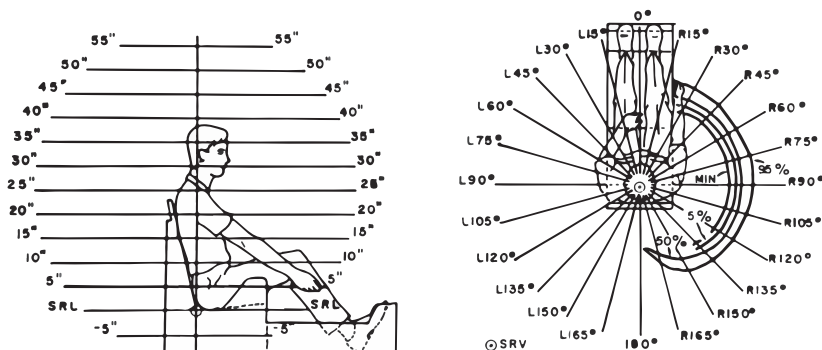 55" 55"
50" 50"
45" 45"
40" 40"
35" 35"
30" 30"
25" 25"
20" 20"
15" 15"
10" 10"
5" 5"
SRL SRL
-5" -5"
0°
L15° R15°
L30° R30°
L45° R45°
L60° R60°
L75° R75°
L90° MIN 95% R90°
L105° 5% R105°
L120° 50% R120°
L135° R135°
L150° R150°
L165° 180° R165°
SRV